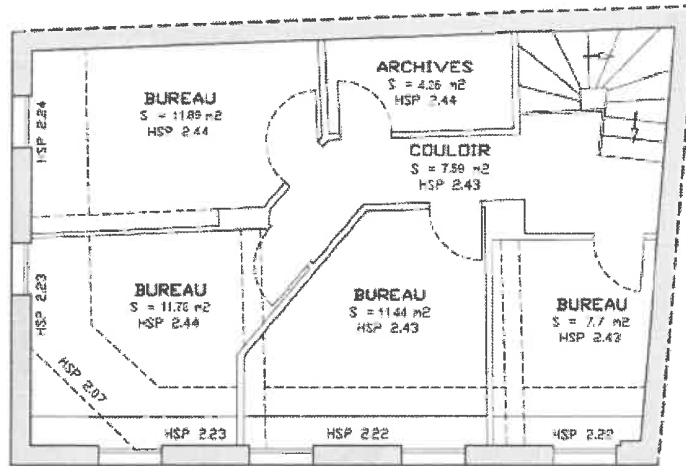 ARCHIVES
S = 4.26 m2
HSP 2.44
BUREAU
S = 11.89 m2
HSP 2.44
HSP 2.24
COULOIR
S = 7.59 m2
HSP 2.43
HSP 2.23
BUREAU
S = 11.76 m2
HSP 2.44
BUREAU
S = 11.44 m2
HSP 2.43
BUREAU
S = 7.7 m2
HSP 2.43
HSP 2.07
HSP 2.23
HSP 2.22
HSP 2.22